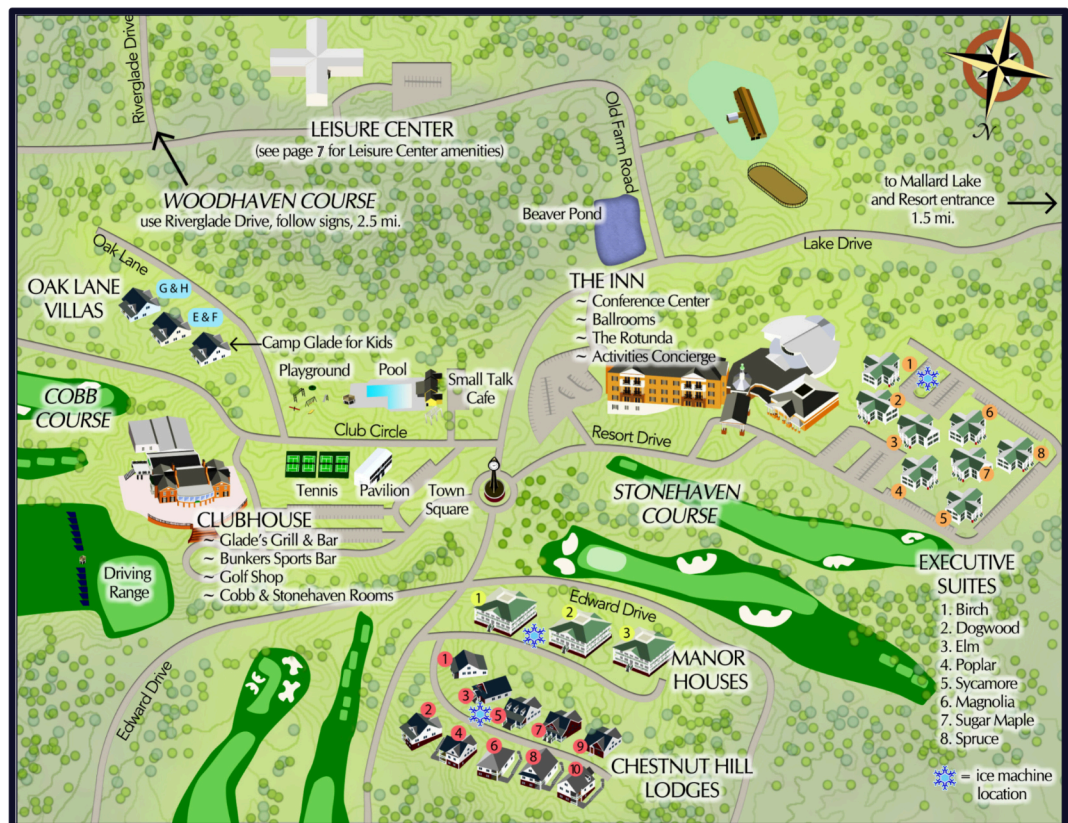 Riverglade Drive
LEISURE CENTER
(see page 7 for Leisure Center amenities)
Old Farm Road
N
WOODHAVEN COURSE
use Riverglade Drive, follow signs, 2.5 mi.
to Mallard Lake
and Resort entrance
1.5 mi.
Beaver Pond
Lake Drive
Oak Lane
OAK LANE
VILLAS
G & H
E & F
Camp Glade for Kids
THE INN
~ Conference Center
~ Ballrooms
~ The Rotunda
~ Activities Concierge
Playground
Pool
Small Talk
Cafe
COBB
COURSE
Club Circle
Resort Drive
1
2
3
4
5
6
7
8
Tennis
Pavilion
Town
Square
STONEHAVEN
COURSE
CLUBHOUSE
~ Glade's Grill & Bar
~ Bunkers Sports Bar
~ Golf Shop
~ Cobb & Stonehaven Rooms
Driving
Range
EXECUTIVE
SUITES
1. Birch
2. Dogwood
3. Elm
4. Poplar
5. Sycamore
6. Magnolia
7. Sugar Maple
8. Spruce
Edward Drive
1
2
3
MANOR
HOUSES
Edward Drive
1
2
3
4
5
6
7
8
9
10
CHESTNUT HILL
LODGES
= ice machine
location